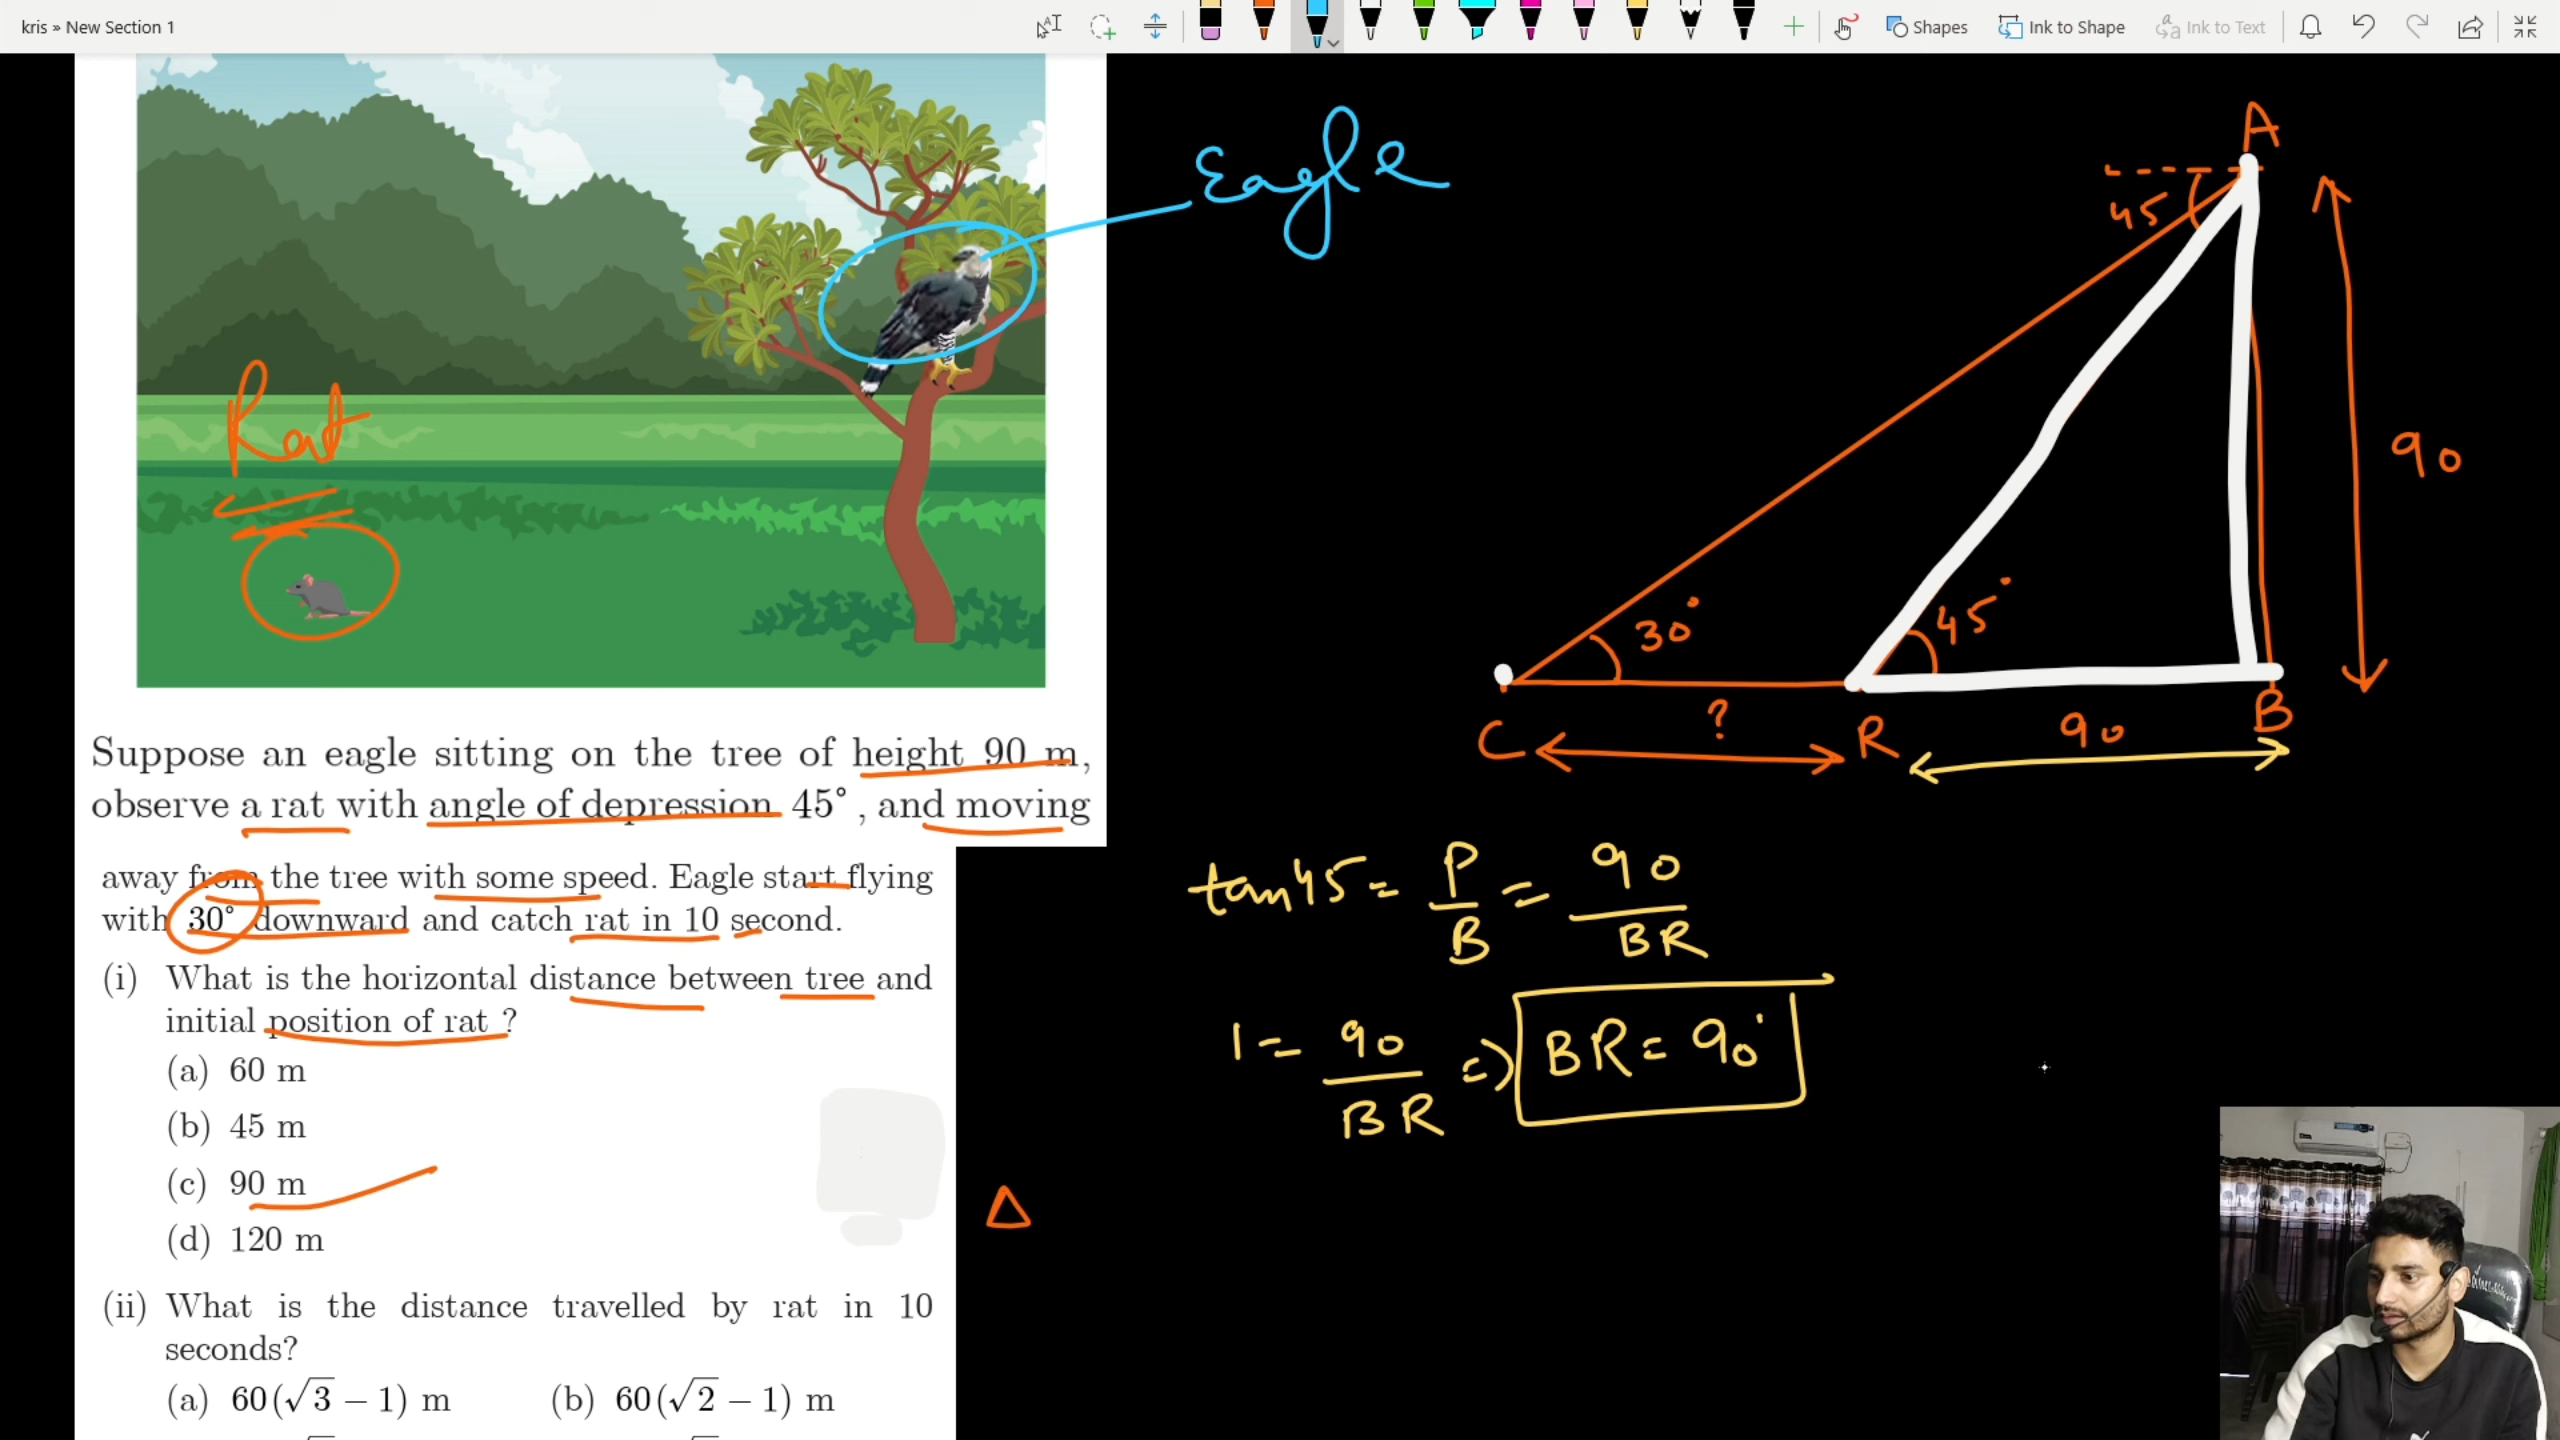 kris » New Section 1
Shapes
Ink to Shape
Ink to Text
Eagle
Rat
A
45
90
30°
45°
?
90
C
R
B
Suppose an eagle sitting on the tree of height 90 m,
observe a rat with angle of depression 45°, and moving
away from the tree with some speed. Eagle start flying
with 30° downward and catch rat in 10 second.
(i) What is the horizontal distance between tree and
initial position of rat ?
(a) 60 m
(b) 45 m
(c) 90 m
(d) 120 m
(ii) What is the distance travelled by rat in 10
seconds?
(a) 60(√3 − 1) m (b) 60(√2 − 1) m
tan45 = P/B = 90/BR
1 = 90/BR => BR = 90